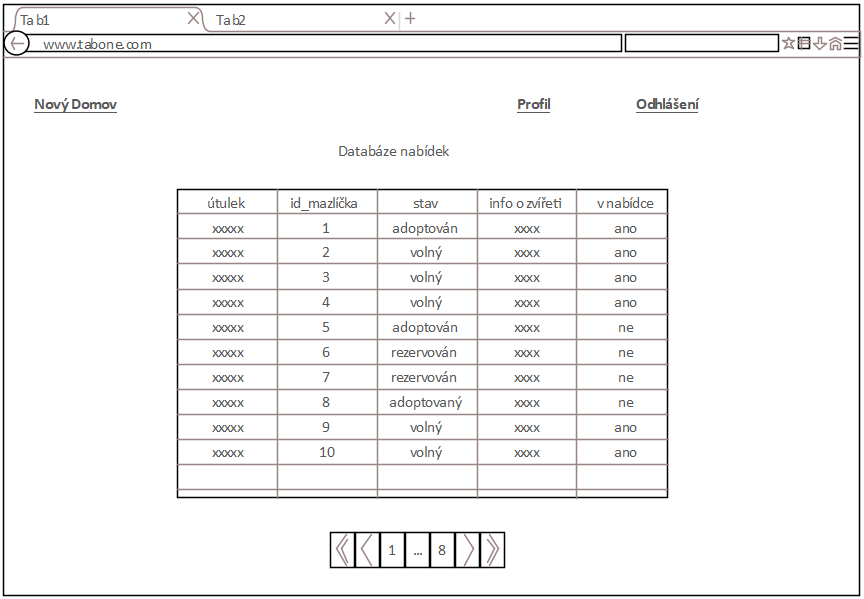 Tab1 Tab2
www.tabone.com
Nový Domov Profil Odhlášení
Databáze nabídek
útulek id_mazlíčka stav info o zvířeti v nabídce
xxxxx 1 adoptován xxxx ano
xxxxx 2 volný xxxx ano
xxxxx 3 volný xxxx ano
xxxxx 4 volný xxxx ano
xxxxx 5 adoptován xxxx ne
xxxxx 6 rezervován xxxx ne
xxxxx 7 rezervován xxxx ne
xxxxx 8 adoptovaný xxxx ne
xxxxx 9 volný xxxx ano
xxxxx 10 volný xxxx ano
1 ... 8